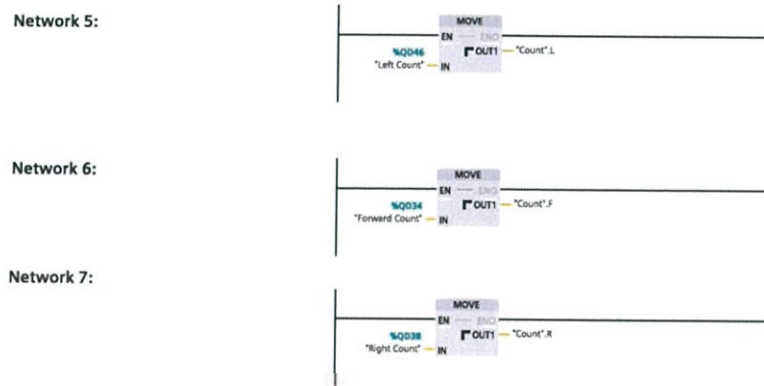 Network 5:
MOVE
EN ENO
%QD46 OUT1 "Count".L
"Left Count" IN
Network 6:
MOVE
EN ENO
%QD34 OUT1 "Count".F
"Forward Count" IN
Network 7:
MOVE
EN ENO
%QD38 OUT1 "Count".R
"Right Count" IN